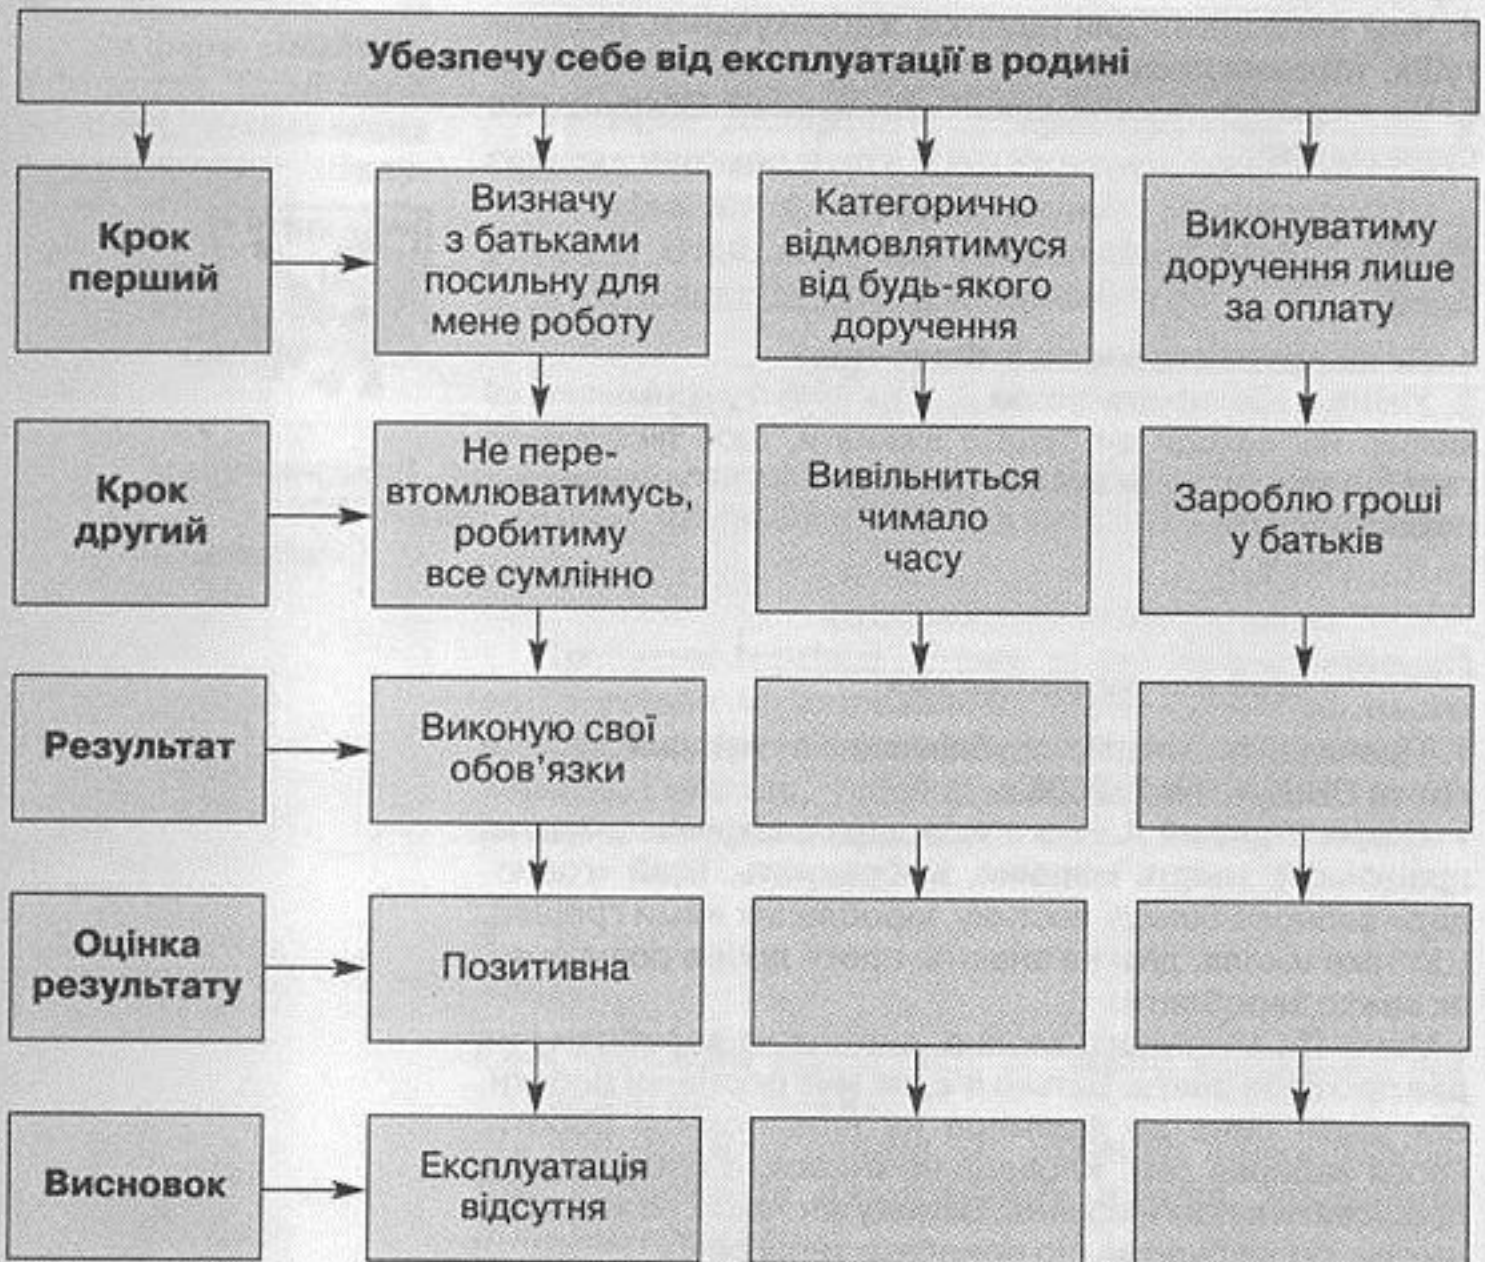 Убезпечу себе від експлуатації в родині
Крок
перший
Визначу
з батьками
посильну для
мене роботу
Категорично
відмовлятимуся
від будь-якого
доручення
Виконуватиму
доручення лише
за оплату
Крок
другий
Не пере-
втомлюватимусь,
робитиму
все сумлінно
Вивільниться
чимало
часу
Зароблю гроші
у батьків
Результат
Виконую свої
обов’язки
Оцінка
результату
Позитивна
Висновок
Експлуатація
відсутня